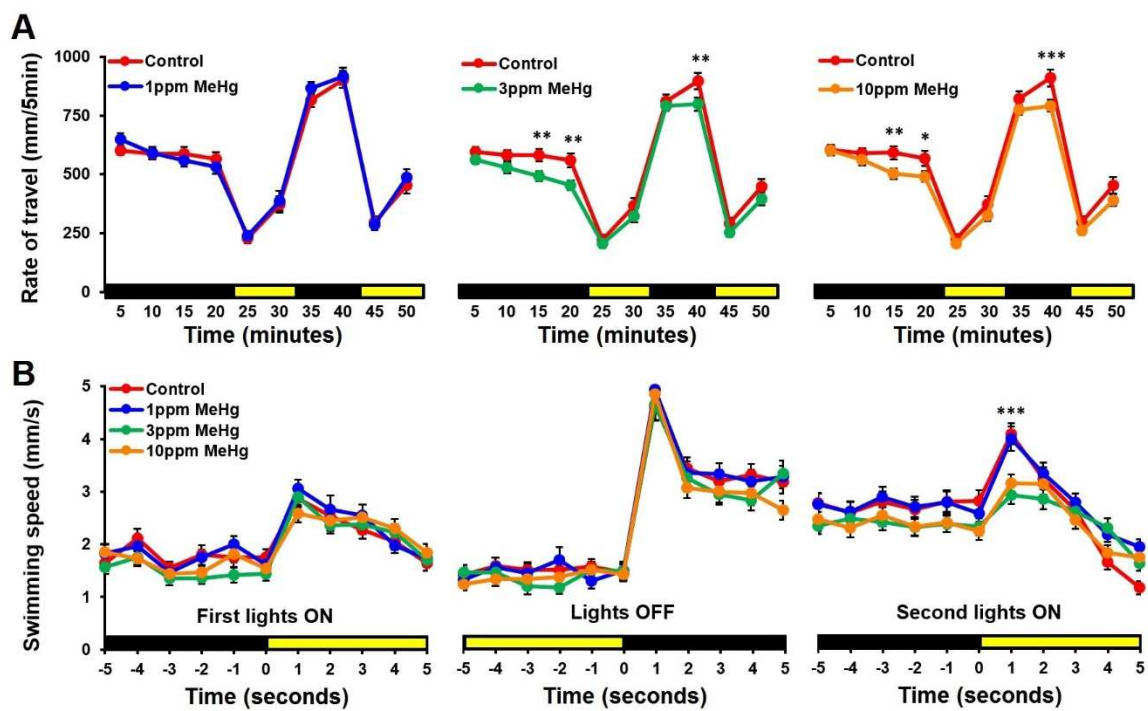 A
Rate of travel (mm/5min)
1000
750
500
250
0
Control
1ppm MeHg
5 10 15 20 25 30 35 40 45 50
Time (minutes)
Control
3ppm MeHg
** ** **
5 10 15 20 25 30 35 40 45 50
Time (minutes)
Control
10ppm MeHg
** * ***
5 10 15 20 25 30 35 40 45 50
Time (minutes)
B
Swimming speed (mm/s)
5
4
3
2
1
0
Control
1ppm MeHg
3ppm MeHg
10ppm MeHg
First lights ON
-5 -4 -3 -2 -1 0 1 2 3 4 5
Time (seconds)
Lights OFF
-5 -4 -3 -2 -1 0 1 2 3 4 5
Time (seconds)
***
Second lights ON
-5 -4 -3 -2 -1 0 1 2 3 4 5
Time (seconds)